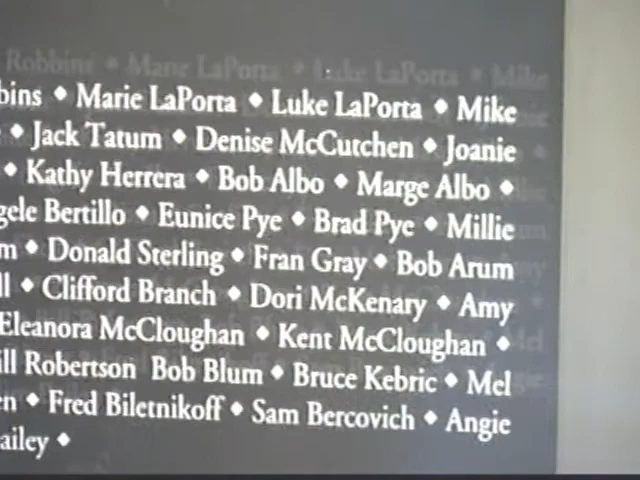 bins ◆ Marie LaPorta ◆ Luke LaPorta ◆ Mike
◆ Jack Tatum ◆ Denise McCutchen ◆ Joanie
◆ Kathy Herrera ◆ Bob Albo ◆ Marge Albo ◆
gele Bertillo ◆ Eunice Pye ◆ Brad Pye ◆ Millie
m ◆ Donald Sterling ◆ Fran Gray ◆ Bob Arum
ll ◆ Clifford Branch ◆ Dori McKenary ◆ Amy
Eleanora McCloughan ◆ Kent McCloughan ◆
ill Robertson Bob Blum ◆ Bruce Kebric ◆ Mel
en ◆ Fred Biletnikoff ◆ Sam Bercovich ◆ Angie
ailey ◆